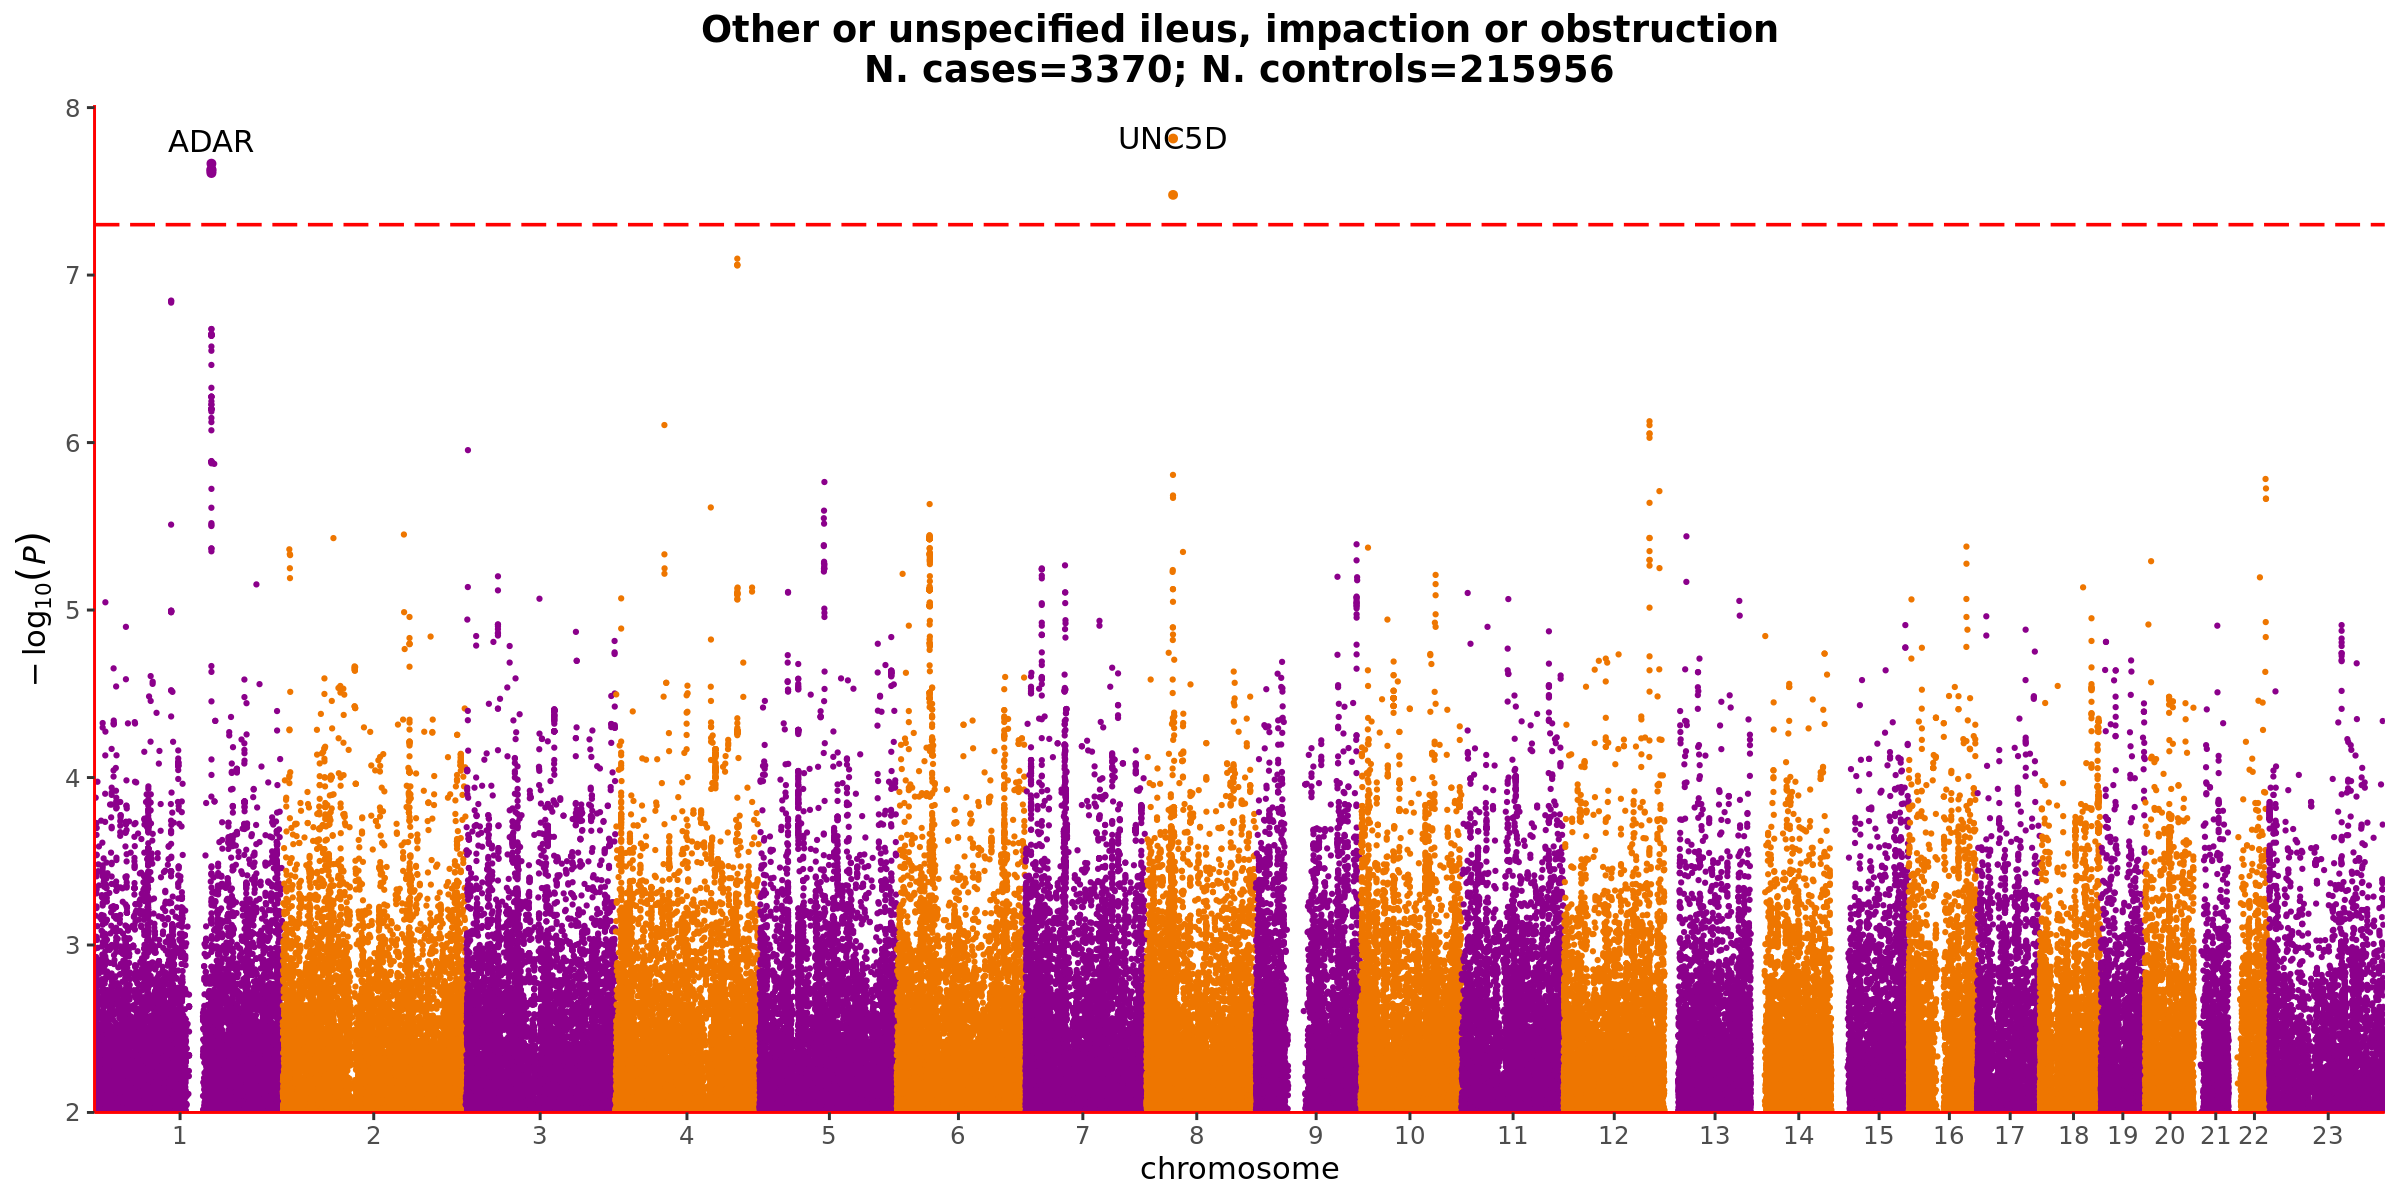 Other or unspecified ileus, impaction or obstruction
N. cases=3370; N. controls=215956
8
ADAR
UNC5D
7
6
5
4
3
2
−log10(P)
1 2 3 4 5 6 7 8 9 10 11 12 13 14 15 16 17 18 19 20 21 22 23
chromosome